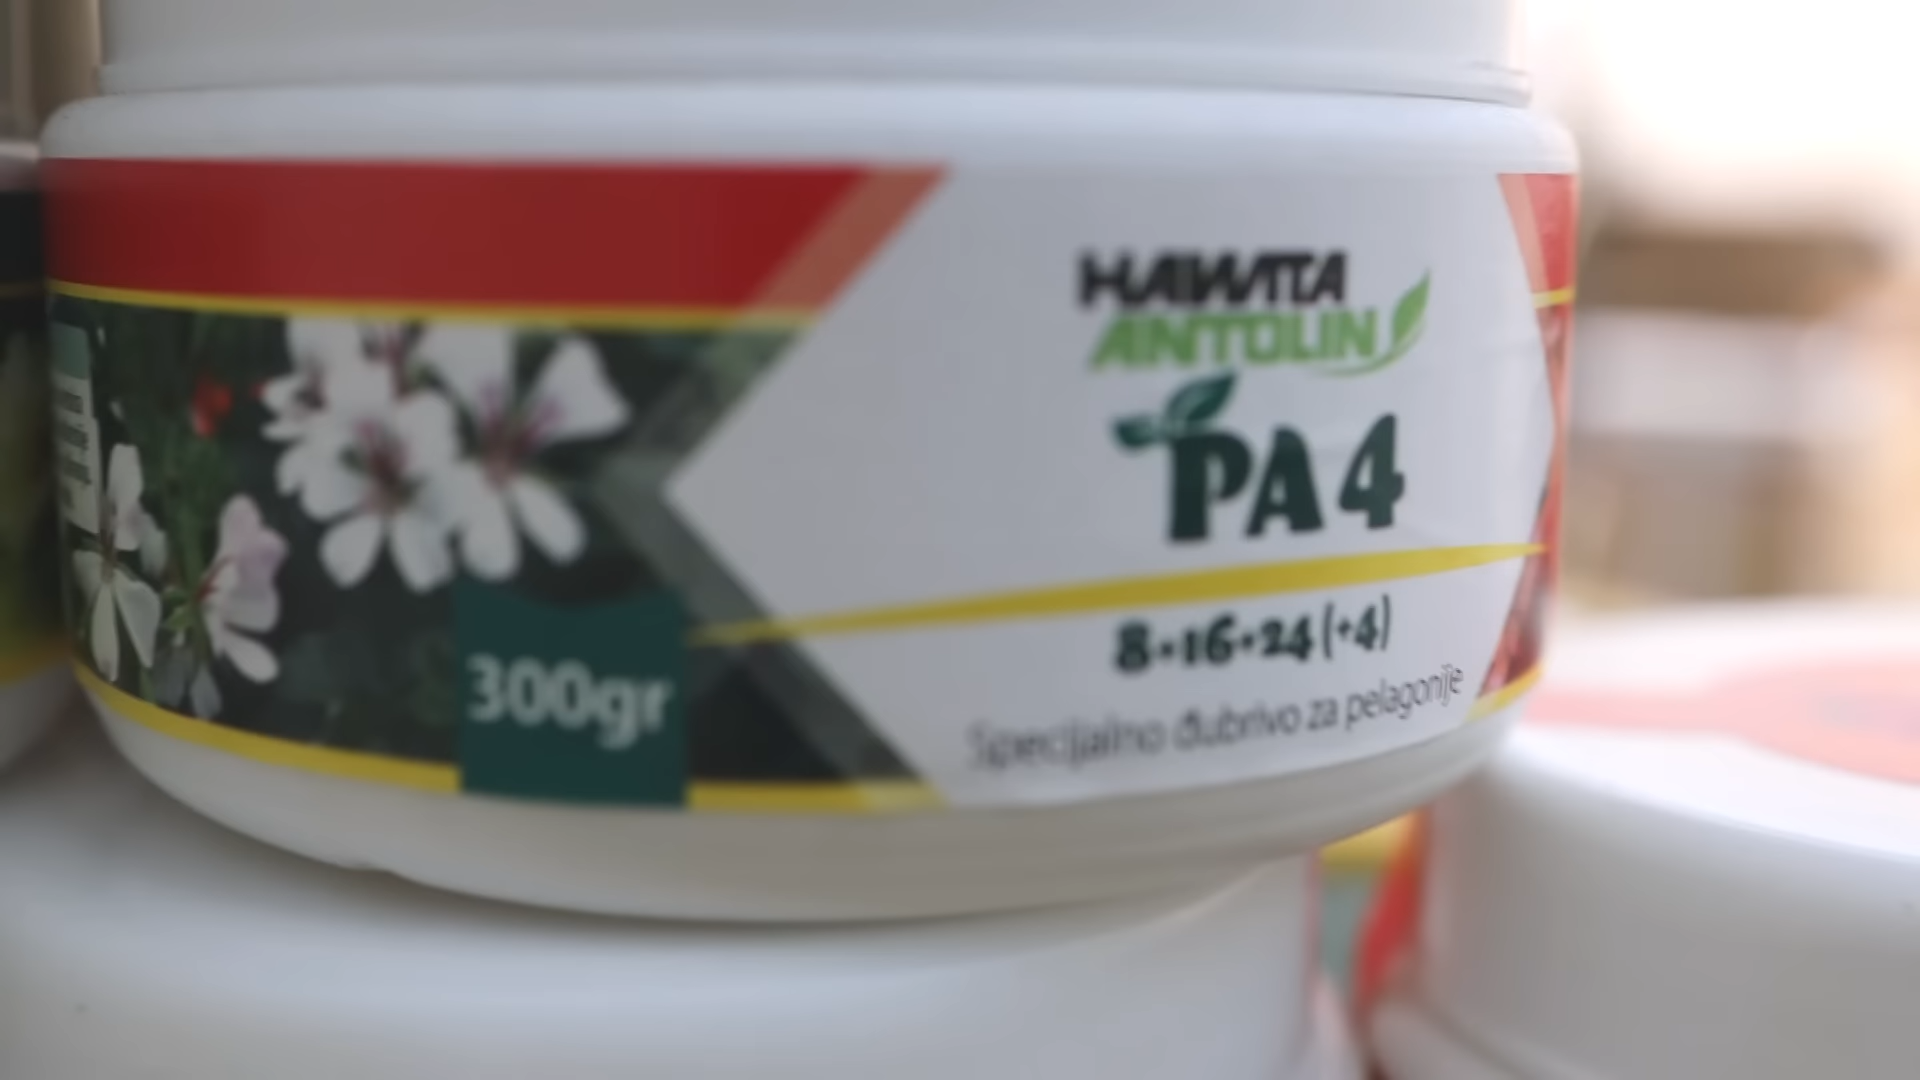 HAWITA
ANTOLIN
PA 4
8+16+24 (+4)
Specijalno đubrivo za pelagonije
300gr